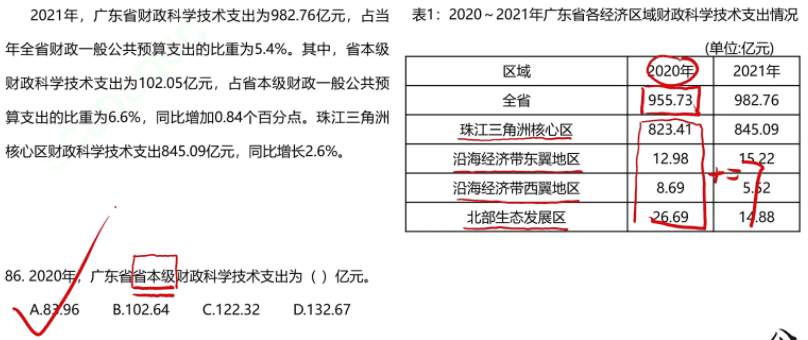 2021年，广东省财政科学技术支出为982.76亿元，占当
年全省财政一般公共预算支出的比重为5.4%。其中，省本级
财政科学技术支出为102.05亿元，占省本级财政一般公共预
算支出的比重为6.6%，同比增加0.84个百分点。珠江三角洲
核心区财政科学技术支出845.09亿元，同比增长2.6%。
表1：2020～2021年广东省各经济区域财政科学技术支出情况
(单位:亿元)
区域 2020年 2021年
全省 955.73 982.76
珠江三角洲核心区 823.41 845.09
沿海经济带东翼地区 12.98 15.22
沿海经济带西翼地区 8.69 5.52
北部生态发展区 26.69 14.88
+=?
86. 2020年，广东省省本级财政科学技术支出为（ ）亿元。
A.83.96 B.102.64 C.122.32 D.132.67